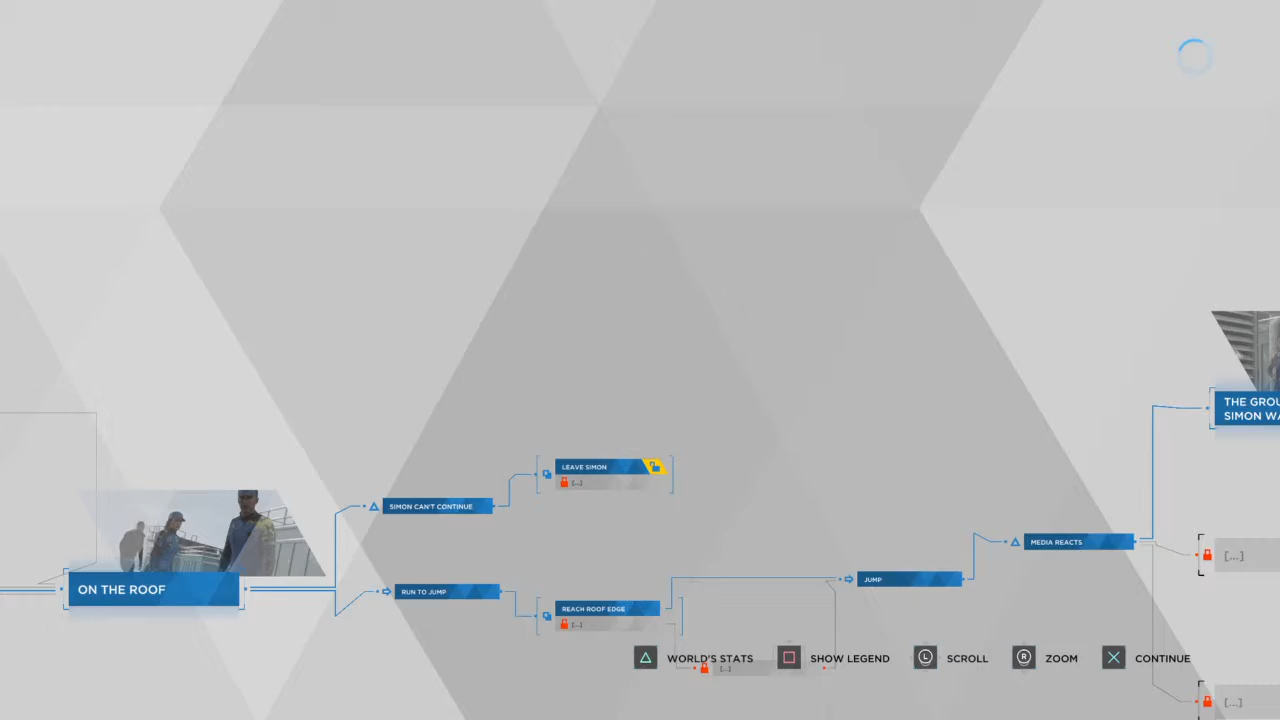 THE GROU
SIMON WA
LEAVE SIMON
[...]
SIMON CAN'T CONTINUE
MEDIA REACTS
[...]
JUMP
ON THE ROOF
RUN TO JUMP
REACH ROOF EDGE
[...]
WORLD'S STATS
SHOW LEGEND
L
SCROLL
R
ZOOM
CONTINUE
[...]
[...]